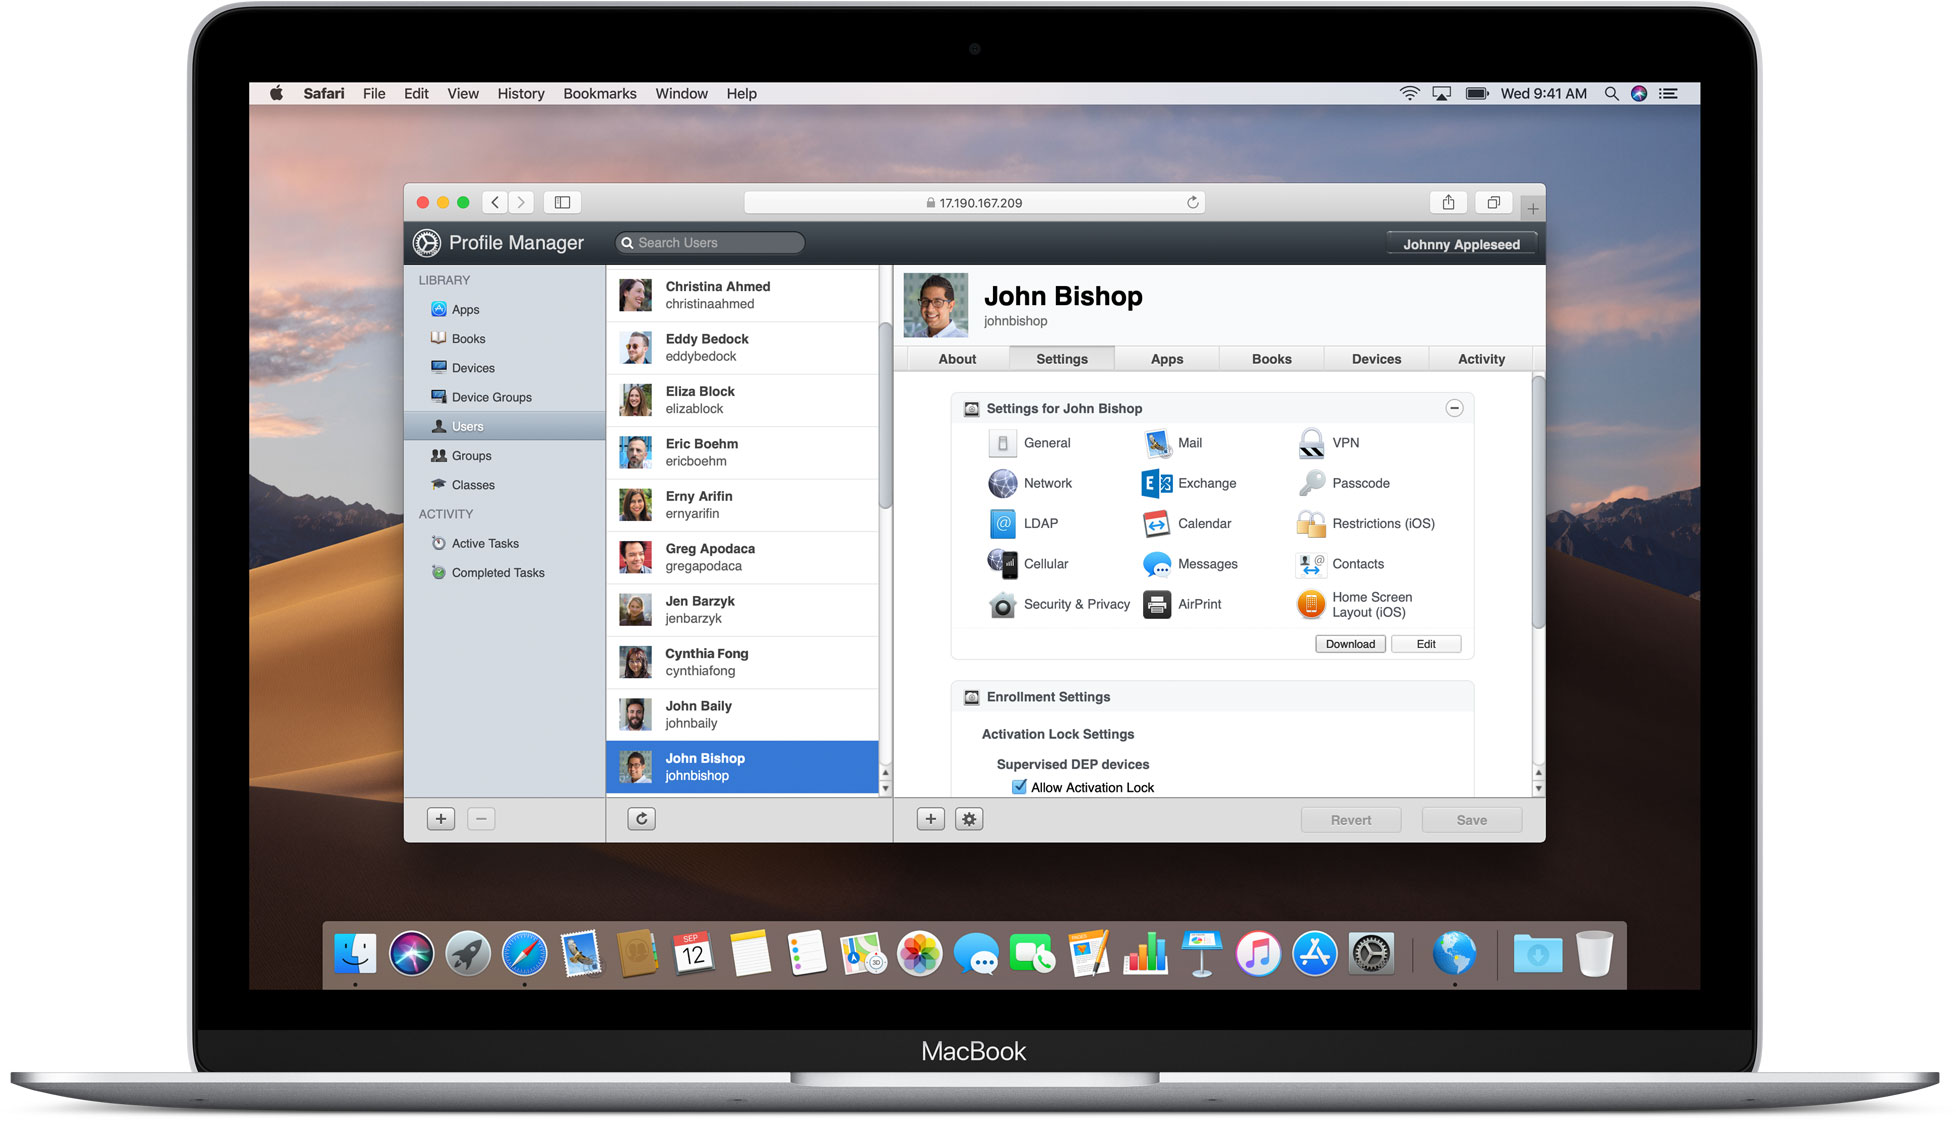 Safari File Edit View History Bookmarks Window Help
Wed 9:41 AM
17.190.167.209
Profile Manager
Search Users
Johnny Appleseed
LIBRARY
Apps
Books
Devices
Device Groups
Users
Groups
Classes
ACTIVITY
Active Tasks
Completed Tasks
Christina Ahmed
christinaahmed
Eddy Bedock
eddybedock
Eliza Block
elizablock
Eric Boehm
ericboehm
Erny Arifin
ernyarifin
Greg Apodaca
gregapodaca
Jen Barzyk
jenbarzyk
Cynthia Fong
cynthiafong
John Baily
johnbaily
John Bishop
johnbishop
John Bishop
johnbishop
About Settings Apps Books Devices Activity
Settings for John Bishop
General Mail VPN
Network Exchange Passcode
LDAP Calendar Restrictions (iOS)
Cellular Messages Contacts
Security & Privacy AirPrint Home Screen
Layout (iOS)
Download Edit
Enrollment Settings
Activation Lock Settings
Supervised DEP devices
Allow Activation Lock
Revert Save
SEP
12
3D
MacBook